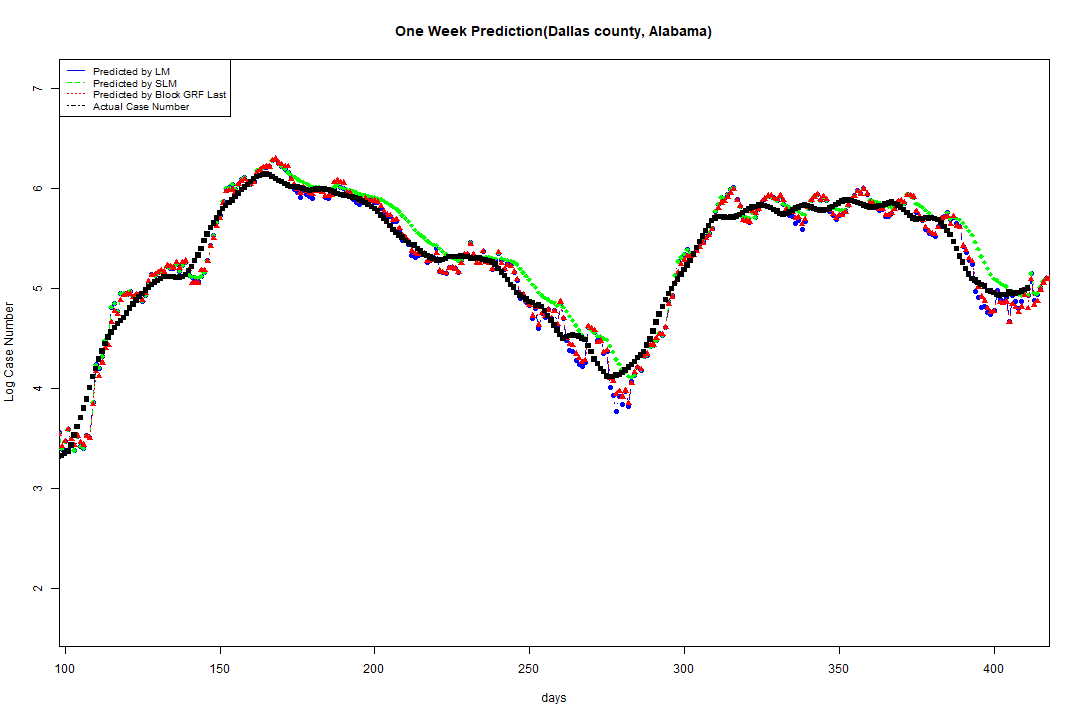 One Week Prediction(Dallas county, Alabama)
Predicted by LM
Predicted by SLM
Predicted by Block GRF Last
Actual Case Number
7
6
5
4
3
2
Log Case Number
100 150 200 250 300 350 400
days